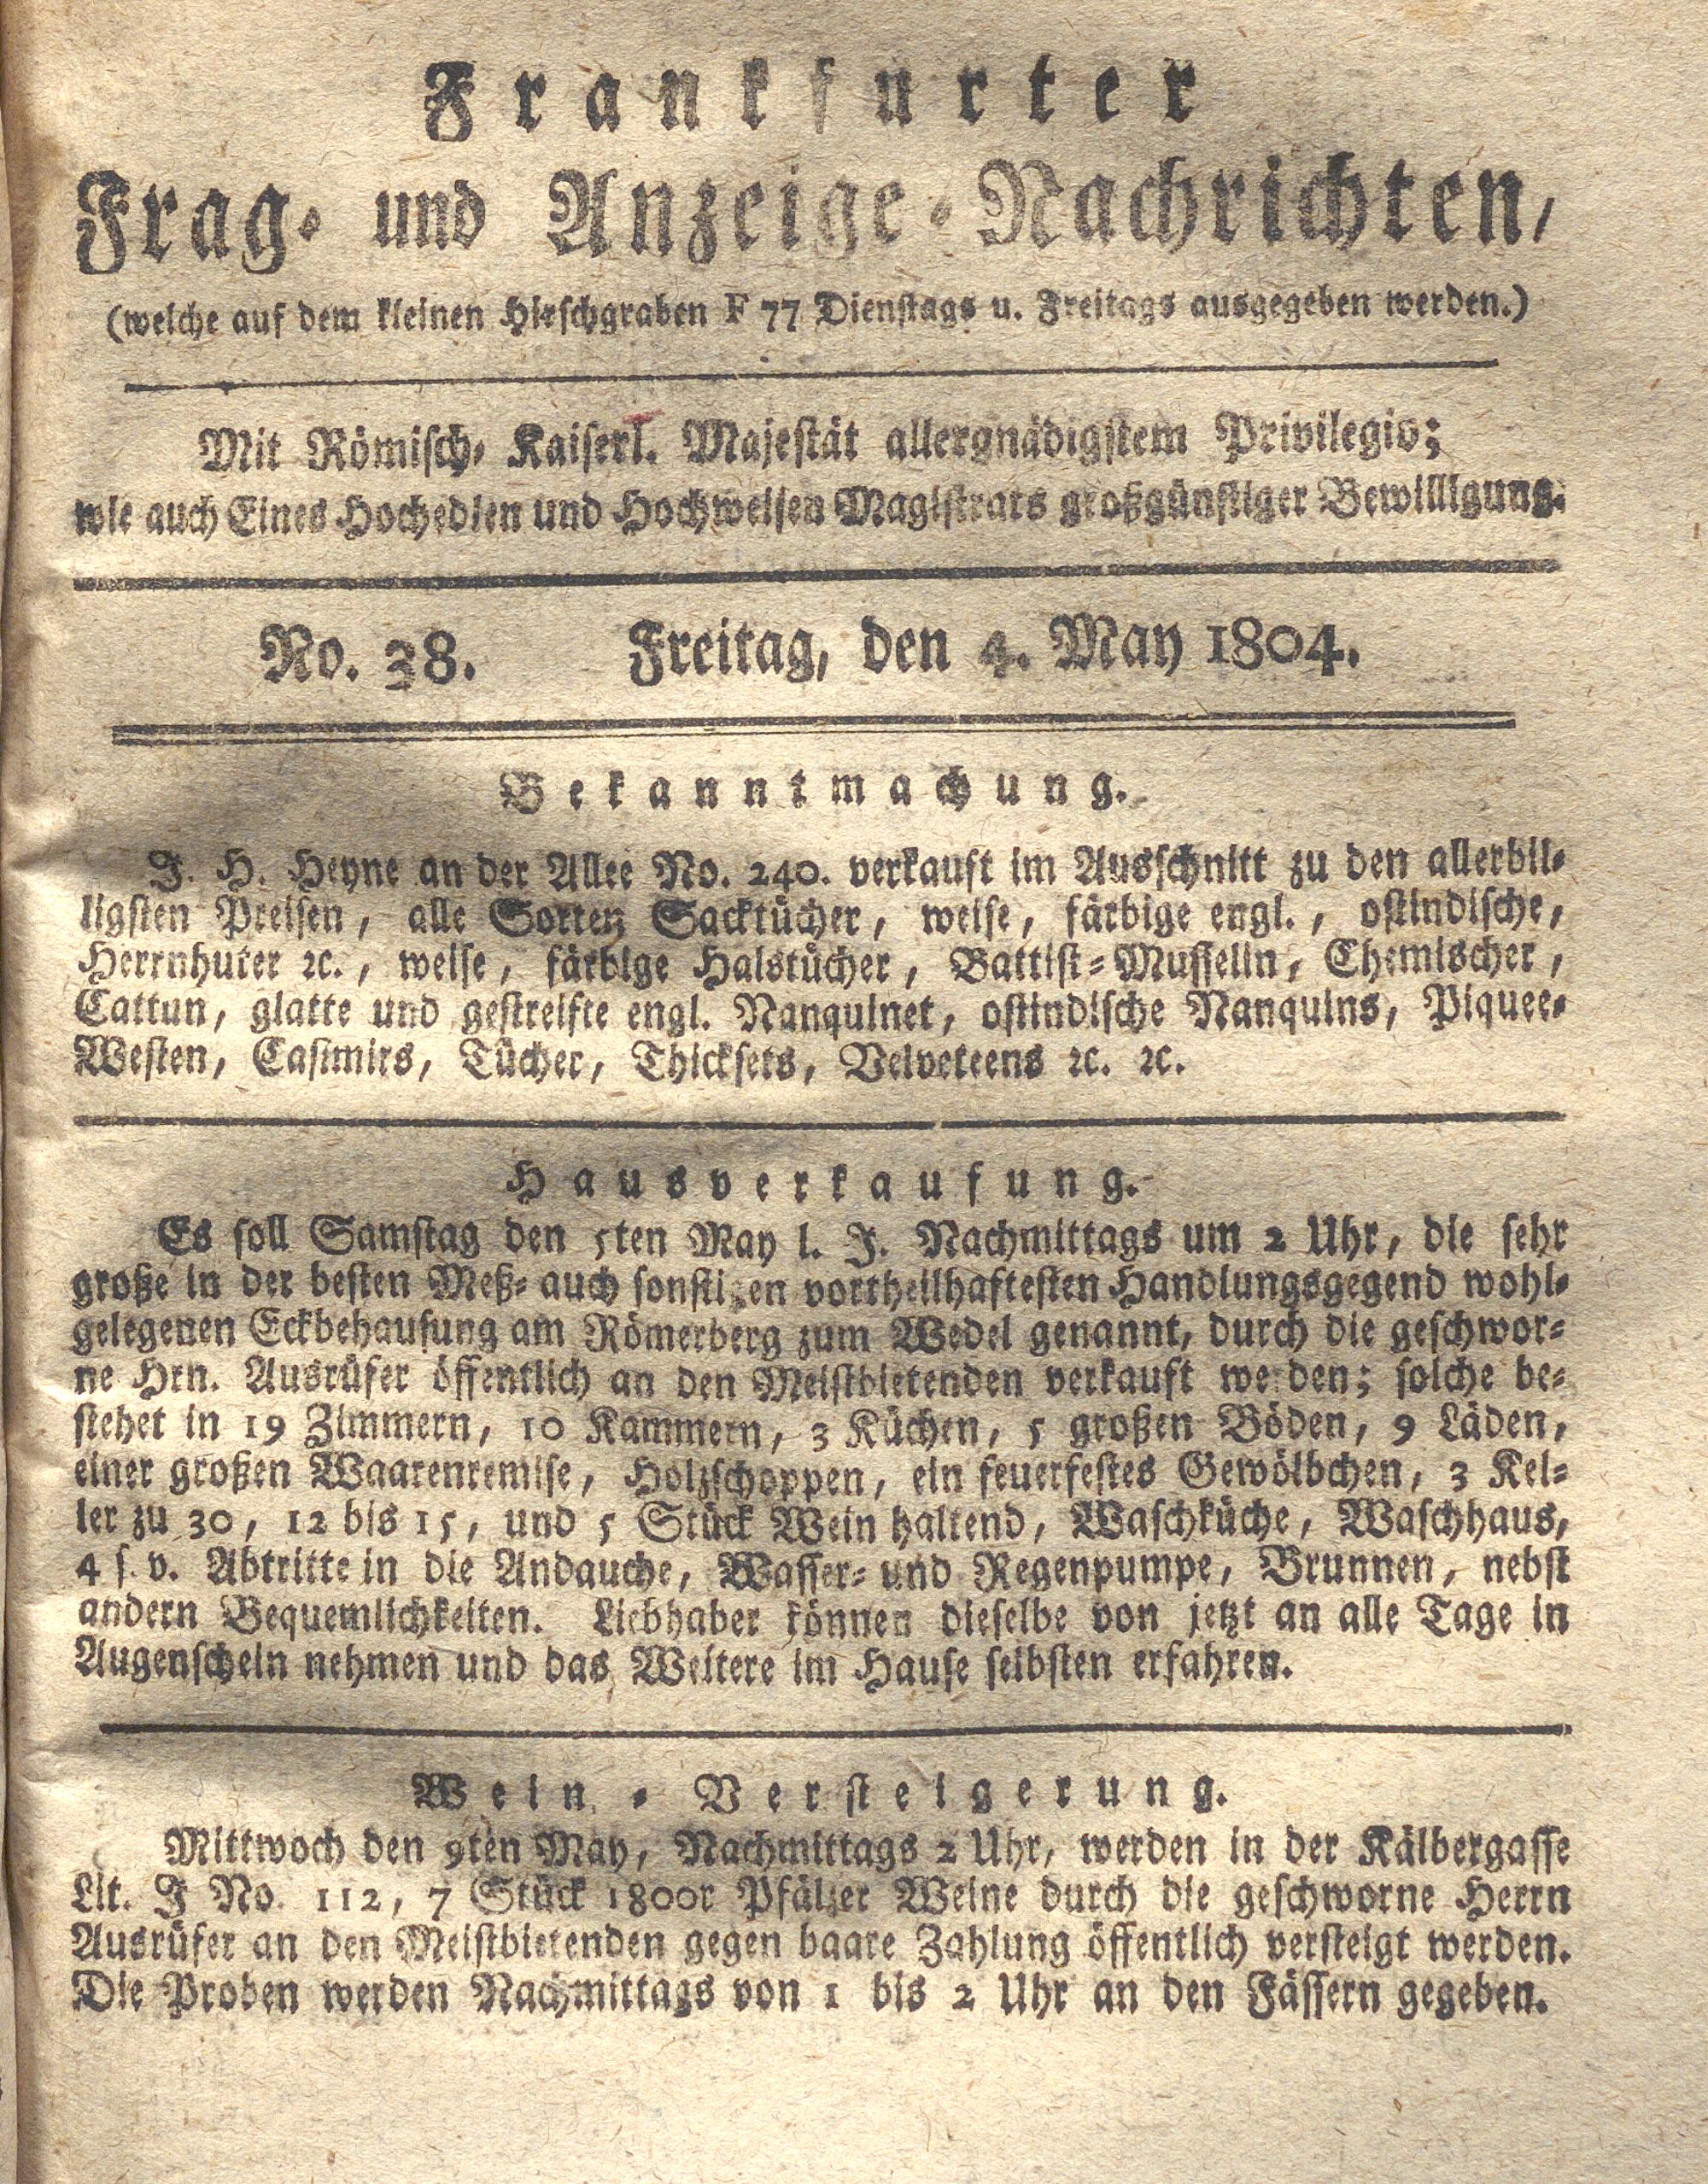 Frankfurter
Frag- und Anzeige-Nachrichten,
(welche auf dem kleinen Hirschgraben F 77 Dienstags u. Freitags ausgegeben werden.)
Mit Römisch- Kaiserl. Majestät allergnädigstem Privilegio;
wie auch Eines Hochedlen und Hochweisen Magistrats großgünstiger Bewilligung.
No. 38. Freitag, den 4. May 1804.
Bekanntmachung.
J. H. Heyne an der Allee No. 240. verkauft im Ausschnitt zu den allerbil-
ligsten Preisen, alle Sorten Sacktücher, weise, färbige engl., ostindische,
Herrnhuter ꝛc., weise, färbige Halstücher, Battist-Musselin, Chemischer,
Cattun, glatte und gestreifte engl. Nanquinet, ostindische Nanquins, Piquee-
Westen, Casimirs, Tücher, Thicksets, Velveteens ꝛc. ꝛc.
Hausverkaufung.
Es soll Samstag den 5ten May l. J. Nachmittags um 2 Uhr, die sehr
große in der besten Meß- auch sonstigen vortheilhaftesten Handlungsgegend wohl-
gelegenen Eckbehausung am Römerberg zum Wedel genannt, durch die geschwor-
ne Hrn. Ausrüfer öffentlich an den Meistbietenden verkauft werden; solche be-
stehet in 19 Zimmern, 10 Kammern, 3 Küchen, 5 großen Böden, 9 Läden,
einer großen Waarenremise, Holzschoppen, ein feuerfestes Gewölbchen, 3 Kel-
ler zu 30, 12 bis 15, und 5 Stück Wein haltend, Waschküche, Waschhaus,
4 s. v. Abtritte in die Andauche, Wasser- und Regenpumpe, Brunnen, nebst
andern Bequemlichkeiten. Liebhaber können dieselbe von jetzt an alle Tage in
Augenschein nehmen und das Weitere im Hause selbsten erfahren.
Wein-Versteigerung.
Mittwoch den 9ten May, Nachmittags 2 Uhr, werden in der Kälbergasse
Lit. J No. 112, 7 Stück 1800r Pfälzer Weine durch die geschworne Herrn
Ausrüfer an den Meistbietenden gegen baare Zahlung öffentlich versteigt werden.
Die Proben werden Nachmittags von 1 bis 2 Uhr an den Fässern gegeben.